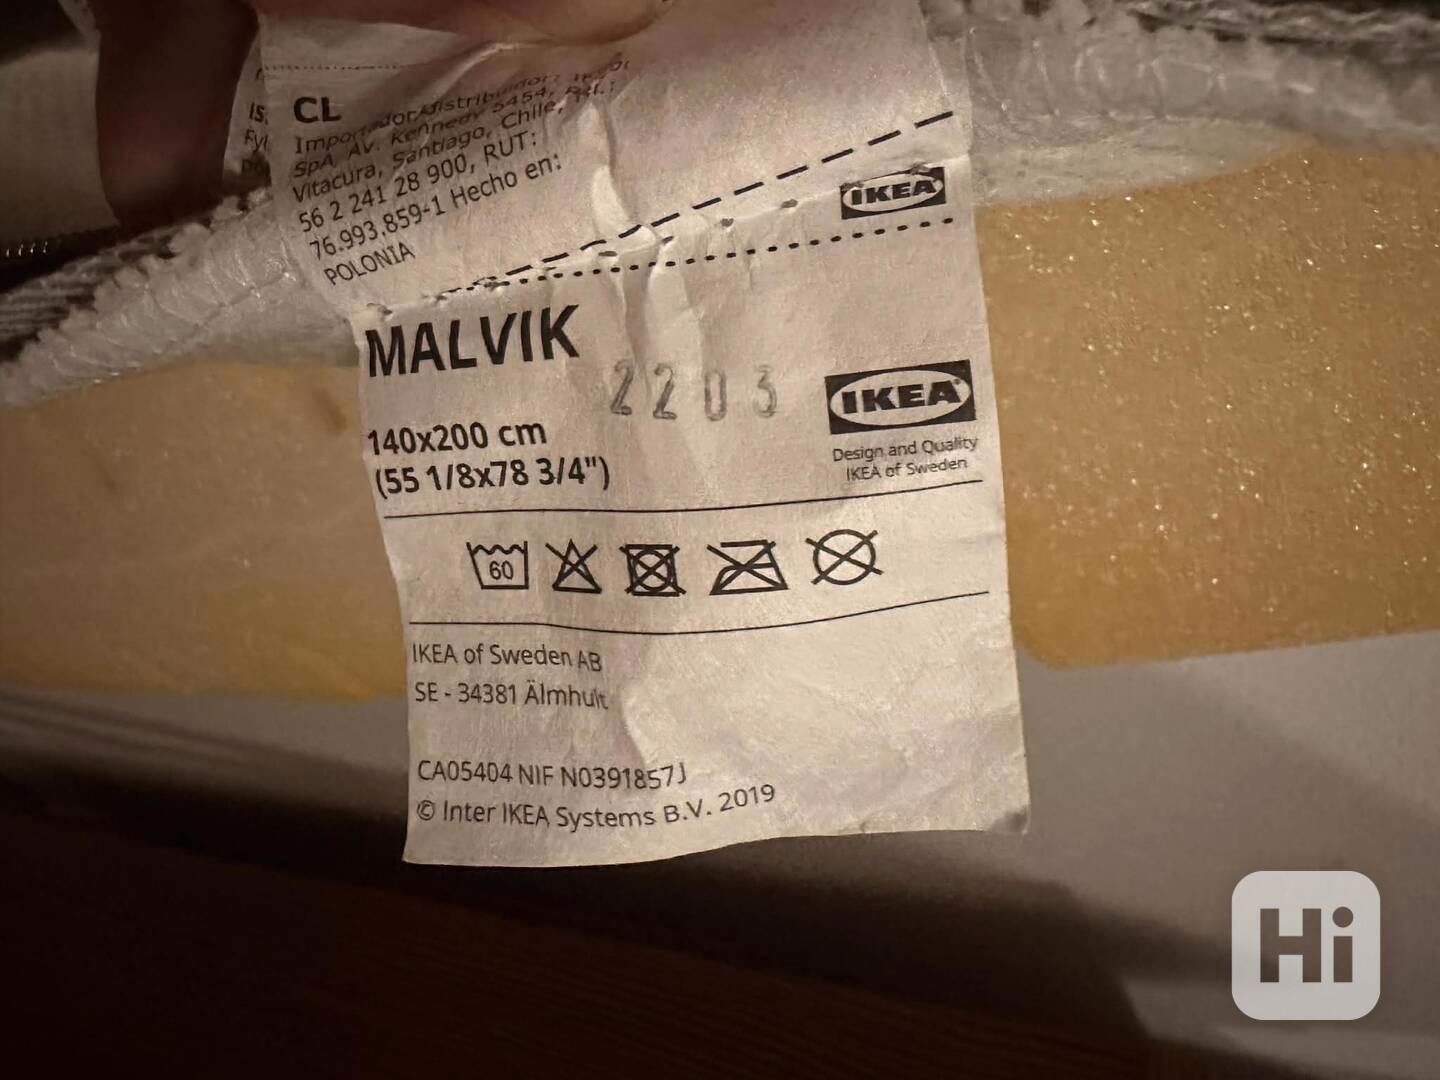 CL
Importador/distribuidor:
SpA, AV. Kennedy 5454,
Vitacura, Santiago, Chile, Tel.:
56 2 241 28 900, RUT:
76.993.859-1 Hecho en:
POLONIA
IKEA
MALVIK
2203
140x200 cm
(55 1/8x78 3/4")
IKEA®
Design and Quality
IKEA of Sweden
60
IKEA of Sweden AB
SE - 34381 Älmhult
CA05404 NIF N0391857J
© Inter IKEA Systems B.V. 2019
Hi